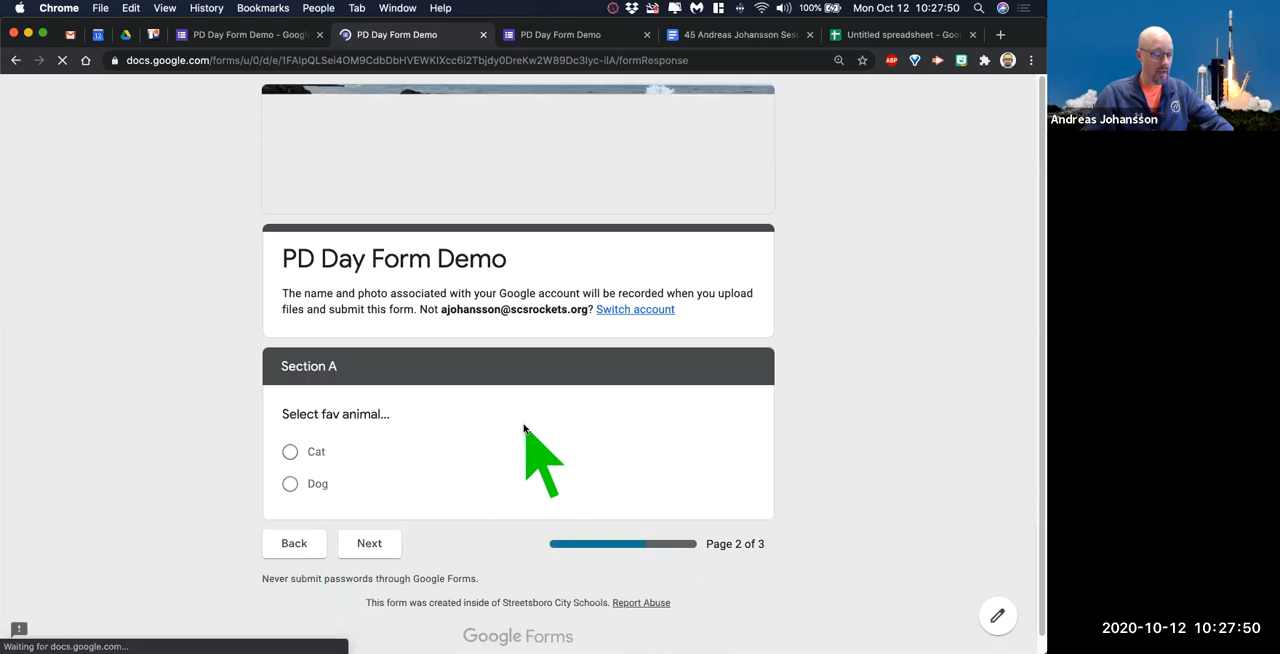 Chrome File Edit View History Bookmarks People Tab Window Help 100% Mon Oct 12 10:27:50
PD Day Form Demo - Googl PD Day Form Demo PD Day Form Demo 45 Andreas Johansson Ses Untitled spreadsheet - Goo
docs.google.com/forms/u/0/d/e/1FAIpQLSei4OM9CdbDbHVEWKIXcc6i2Tbjdy0DreKw2W89Dc3Iyc-iIA/formResponse
ABP
Andreas Johansson
PD Day Form Demo
The name and photo associated with your Google account will be recorded when you upload
files and submit this form. Not ajohansson@scsrockets.org? Switch account
Section A
Select fav animal...
Cat
Dog
Back Next Page 2 of 3
Never submit passwords through Google Forms.
This form was created inside of Streetsboro City Schools. Report Abuse
Google Forms
2020-10-12 10:27:50
Waiting for docs.google.com...